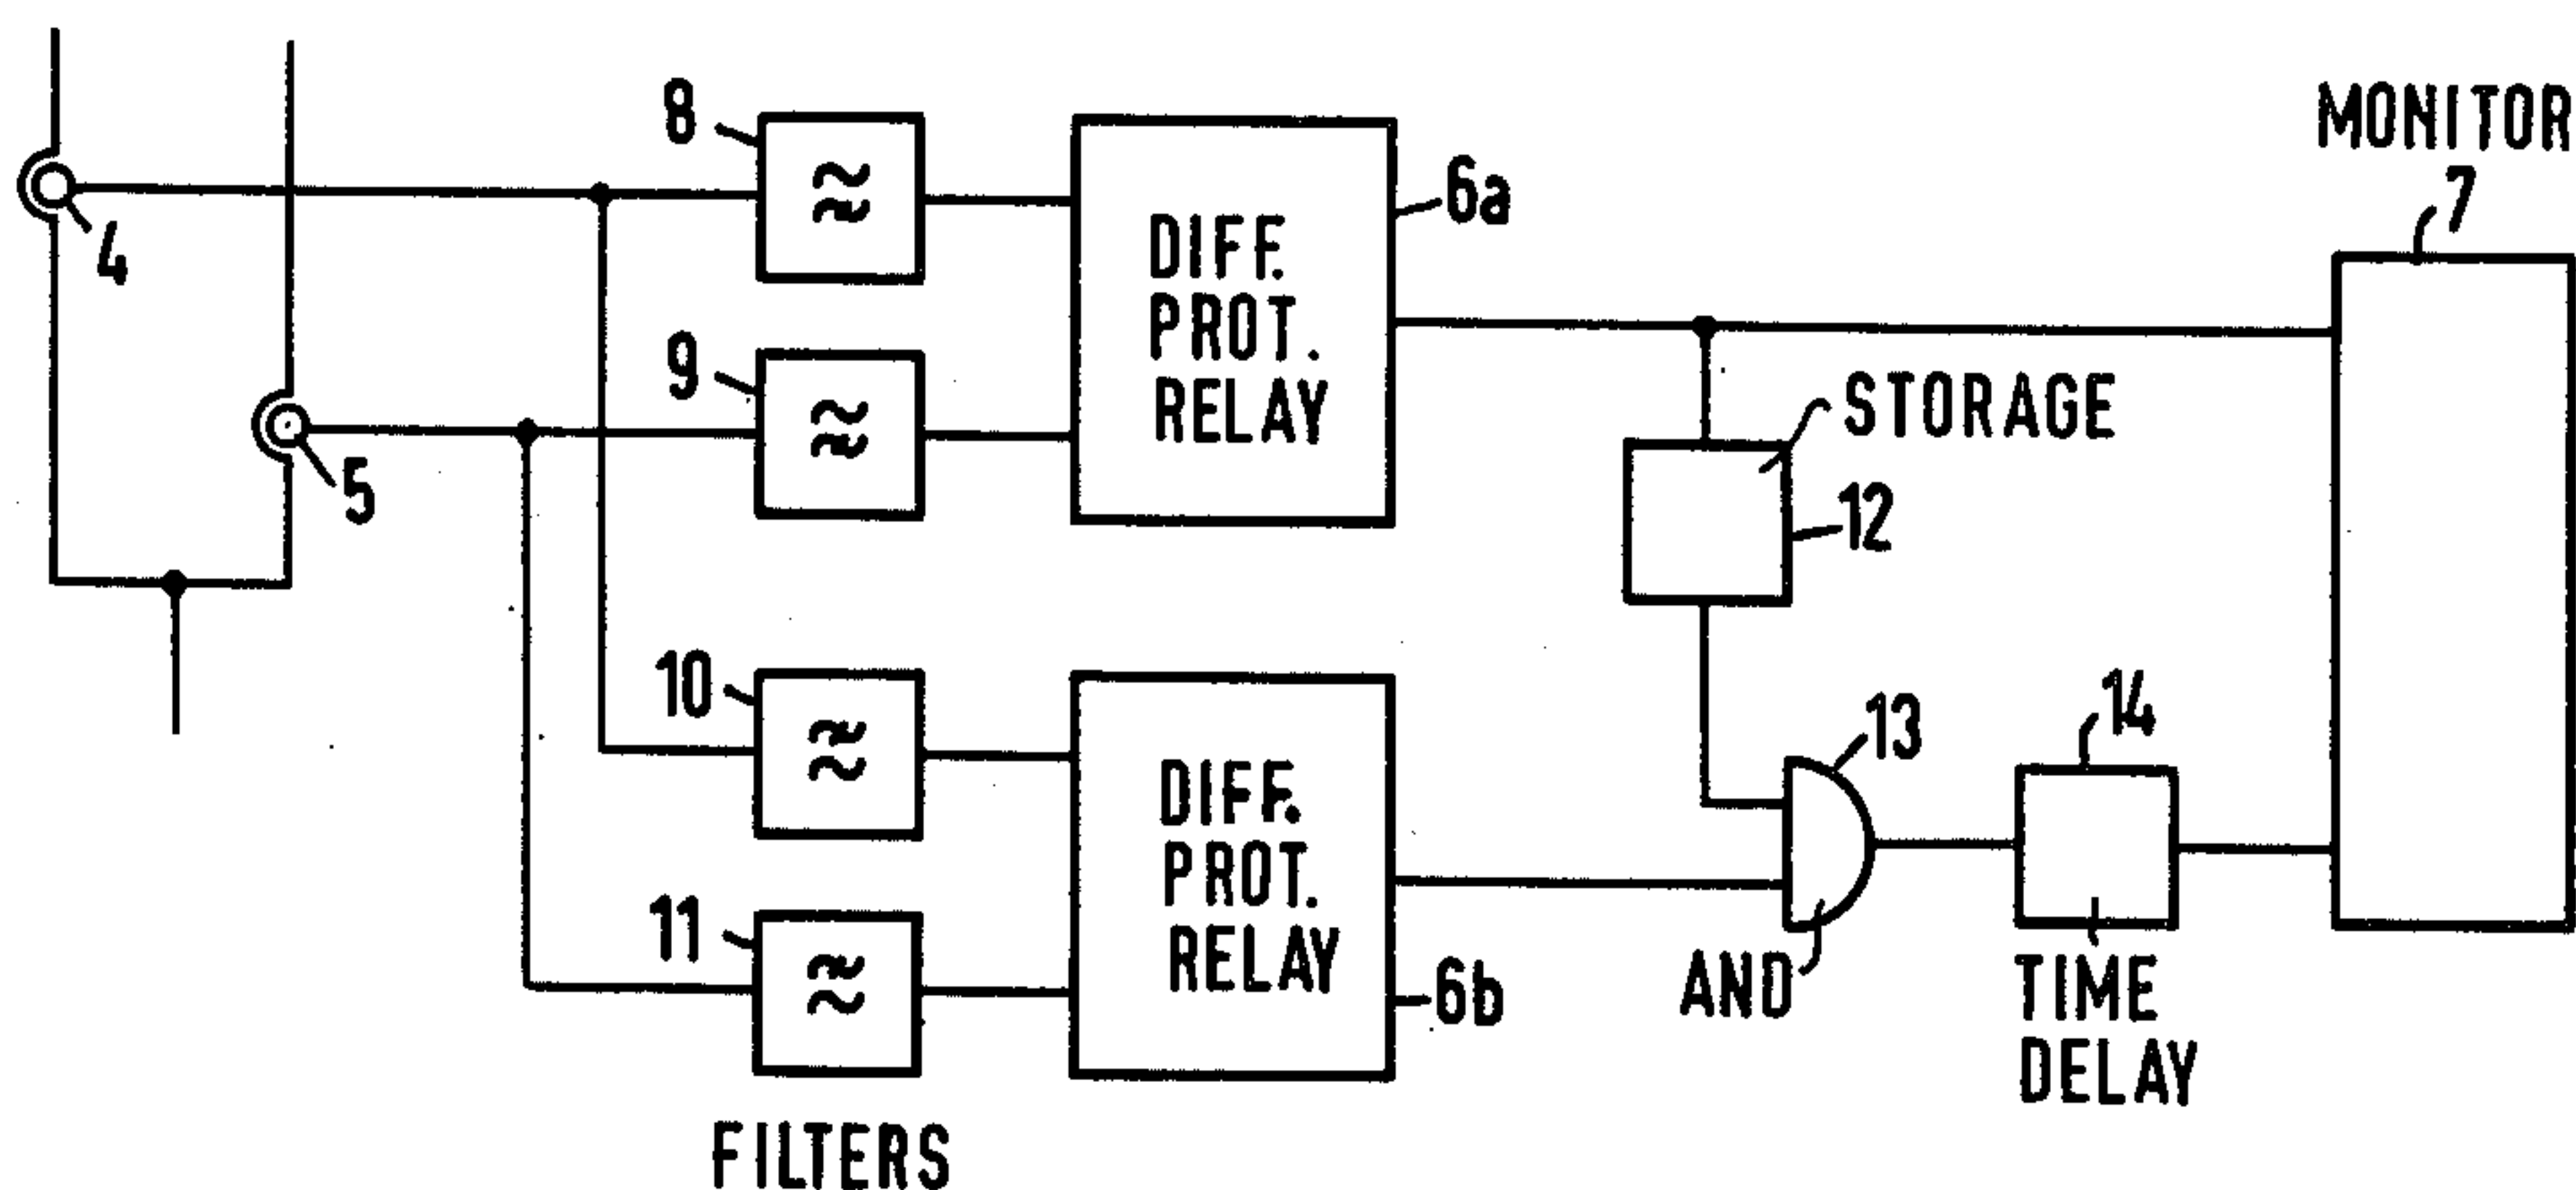 MONITOR
7
8
4
DIFF.
PROT.
RELAY
6a
9
5
STORAGE
12
10
DIFF.
PROT.
RELAY
6b
11
13
AND
14
TIME
DELAY
FILTERS